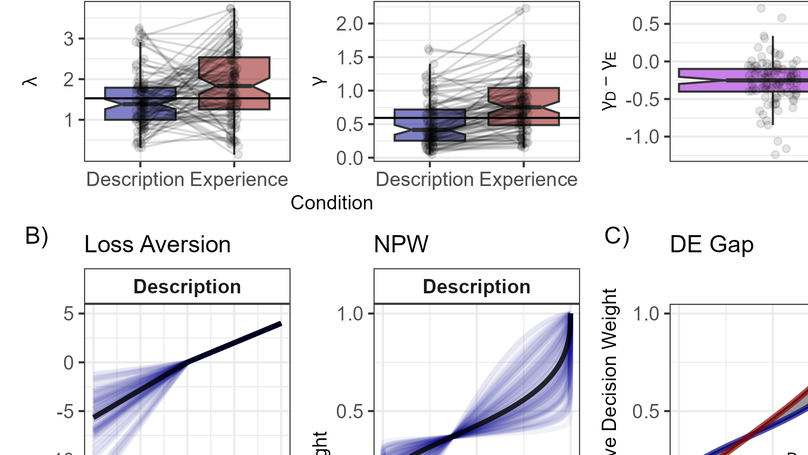 λ
3
2
1
Description Experience
γ
2.0
1.5
1.0
0.5
0.0
Description Experience
Condition
γD − γE
0.5
0.0
-0.5
-1.0
B)
Loss Aversion
Description
5
0
-5
NPW
Description
1.0
0.5
C)
DE Gap
Decision Weight
1.0
0.5